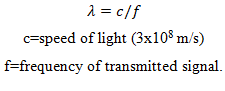 λ = c/f
c=speed of light (3x10⁸ m/s)
f=frequency of transmitted signal.